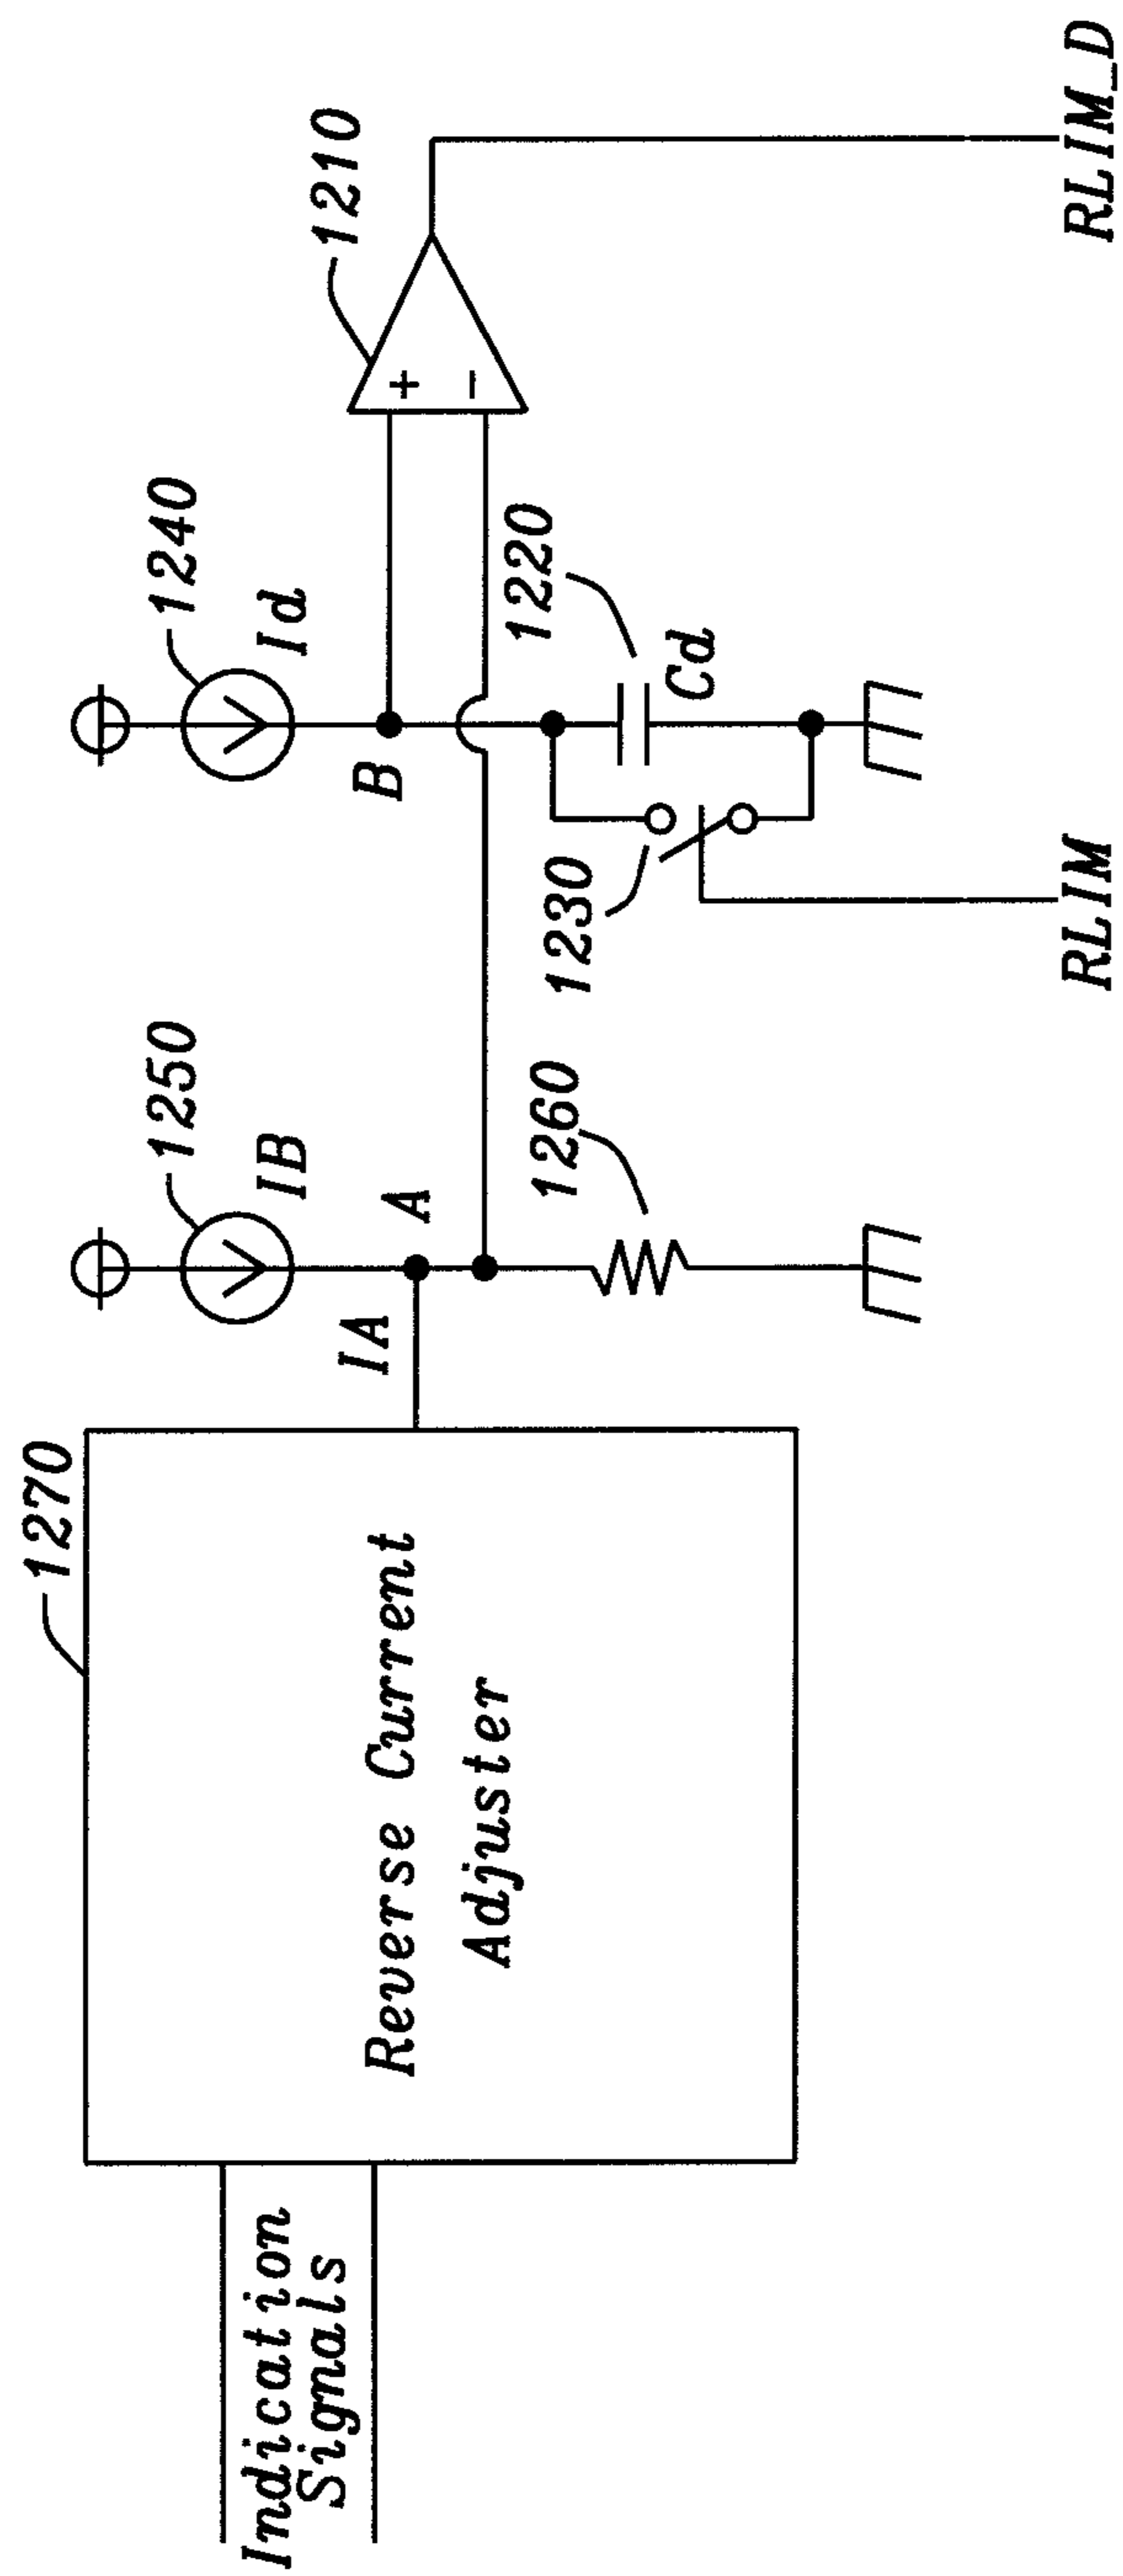 1270
Reverse Current
Adjuster
Indication
Signals
1250
IB
IA
A
1260
1240
Id
B
1220
Cd
1230
RLIM
1210
+
-
RLIM_D